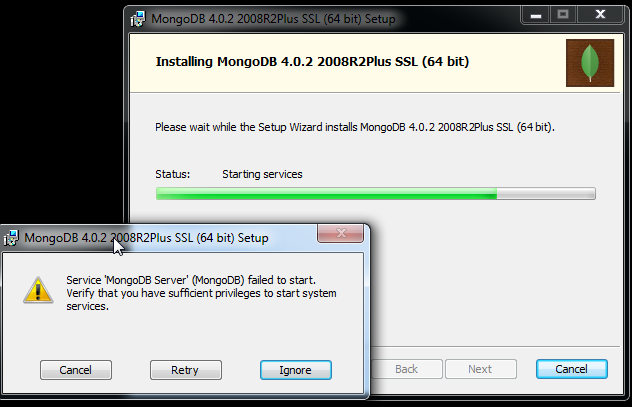 MongoDB 4.0.2 2008R2Plus SSL (64 bit) Setup
Installing MongoDB 4.0.2 2008R2Plus SSL (64 bit)
Please wait while the Setup Wizard installs MongoDB 4.0.2 2008R2Plus SSL (64 bit).
Status: Starting services
MongoDB 4.0.2 2008R2Plus SSL (64 bit) Setup
Service 'MongoDB Server' (MongoDB) failed to start.
Verify that you have sufficient privileges to start system
services.
Cancel Retry Ignore
Back Next Cancel